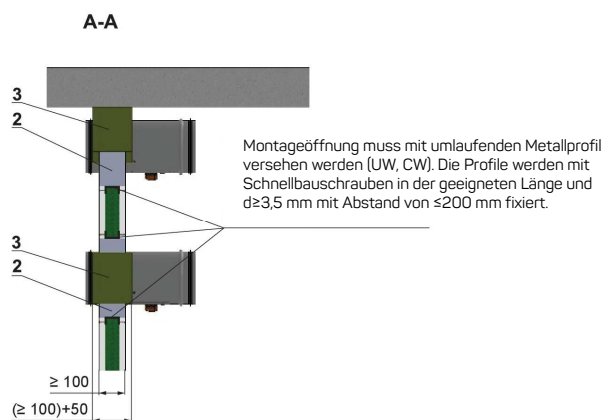 A-A
3
2
Montageöffnung muss mit umlaufenden Metallprofil
versehen werden (UW, CW). Die Profile werden mit
Schnellbauschrauben in der geeigneten Länge und
d≥3,5 mm mit Abstand von ≤200 mm fixiert.
3
2
≥ 100
(≥ 100)+50